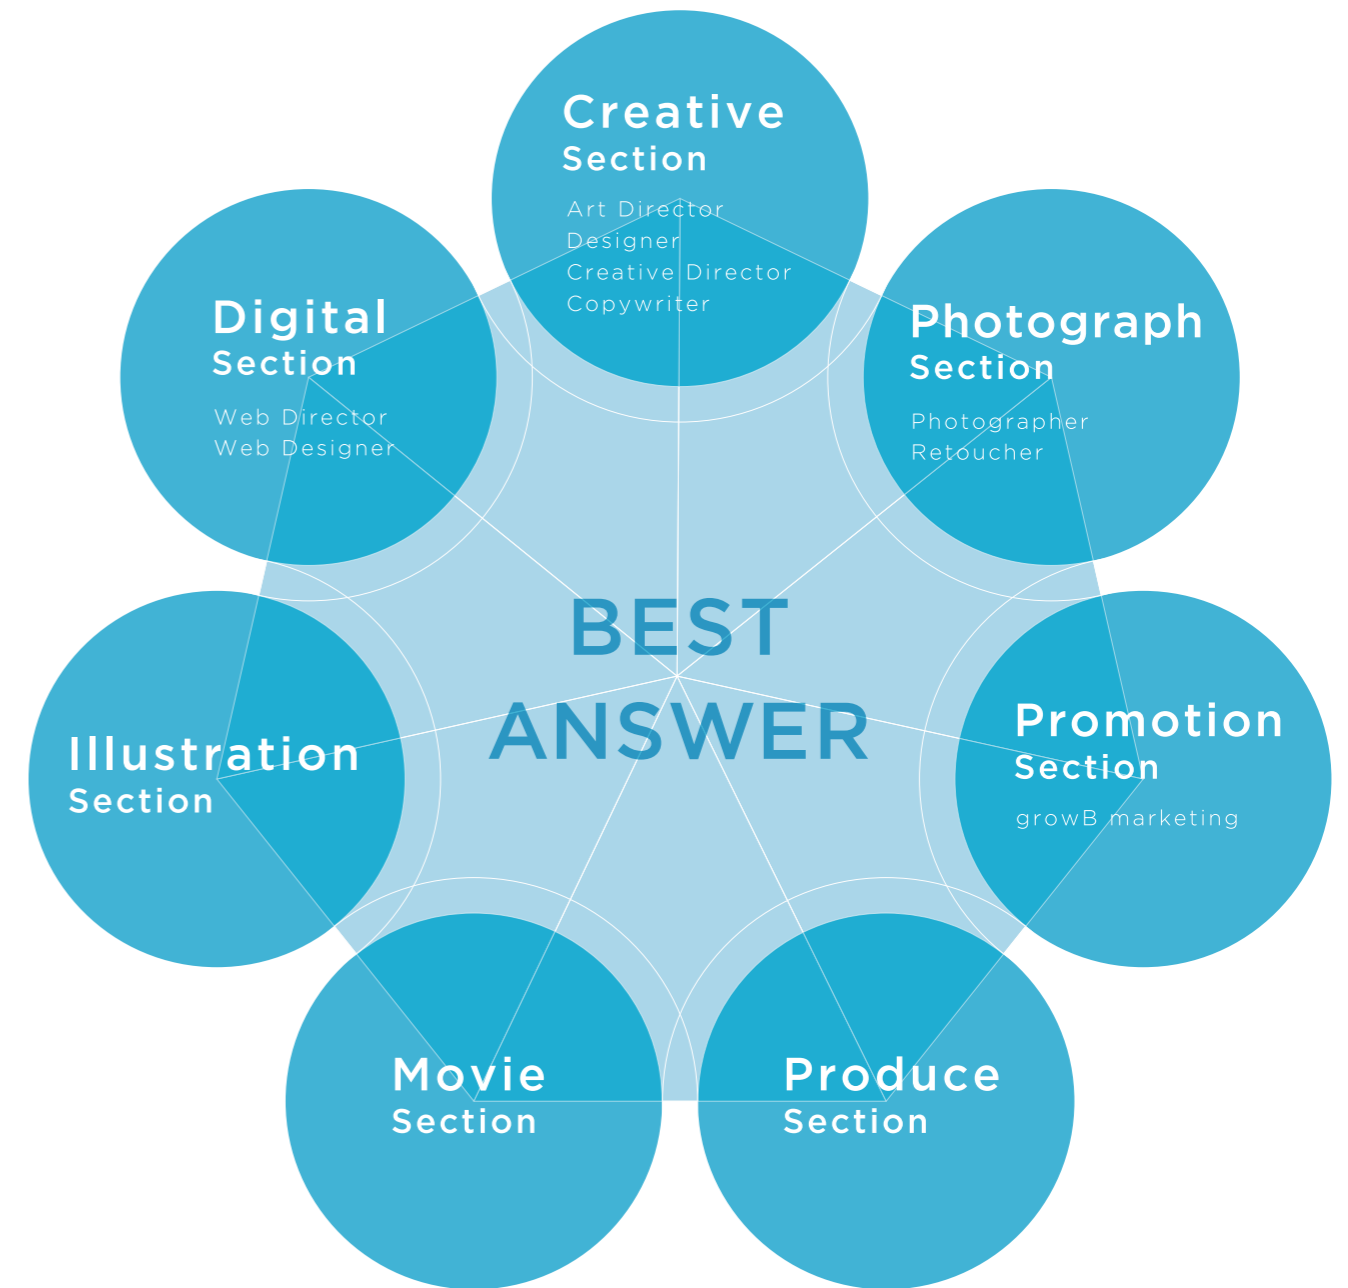 Creative
Section
Art Director
Designer
Creative Director
Copywriter
Digital
Section
Web Director
Web Designer
Photograph
Section
Photographer
Retoucher
BEST
ANSWER
Illustration
Section
Promotion
Section
growB marketing
Movie
Section
Produce
Section